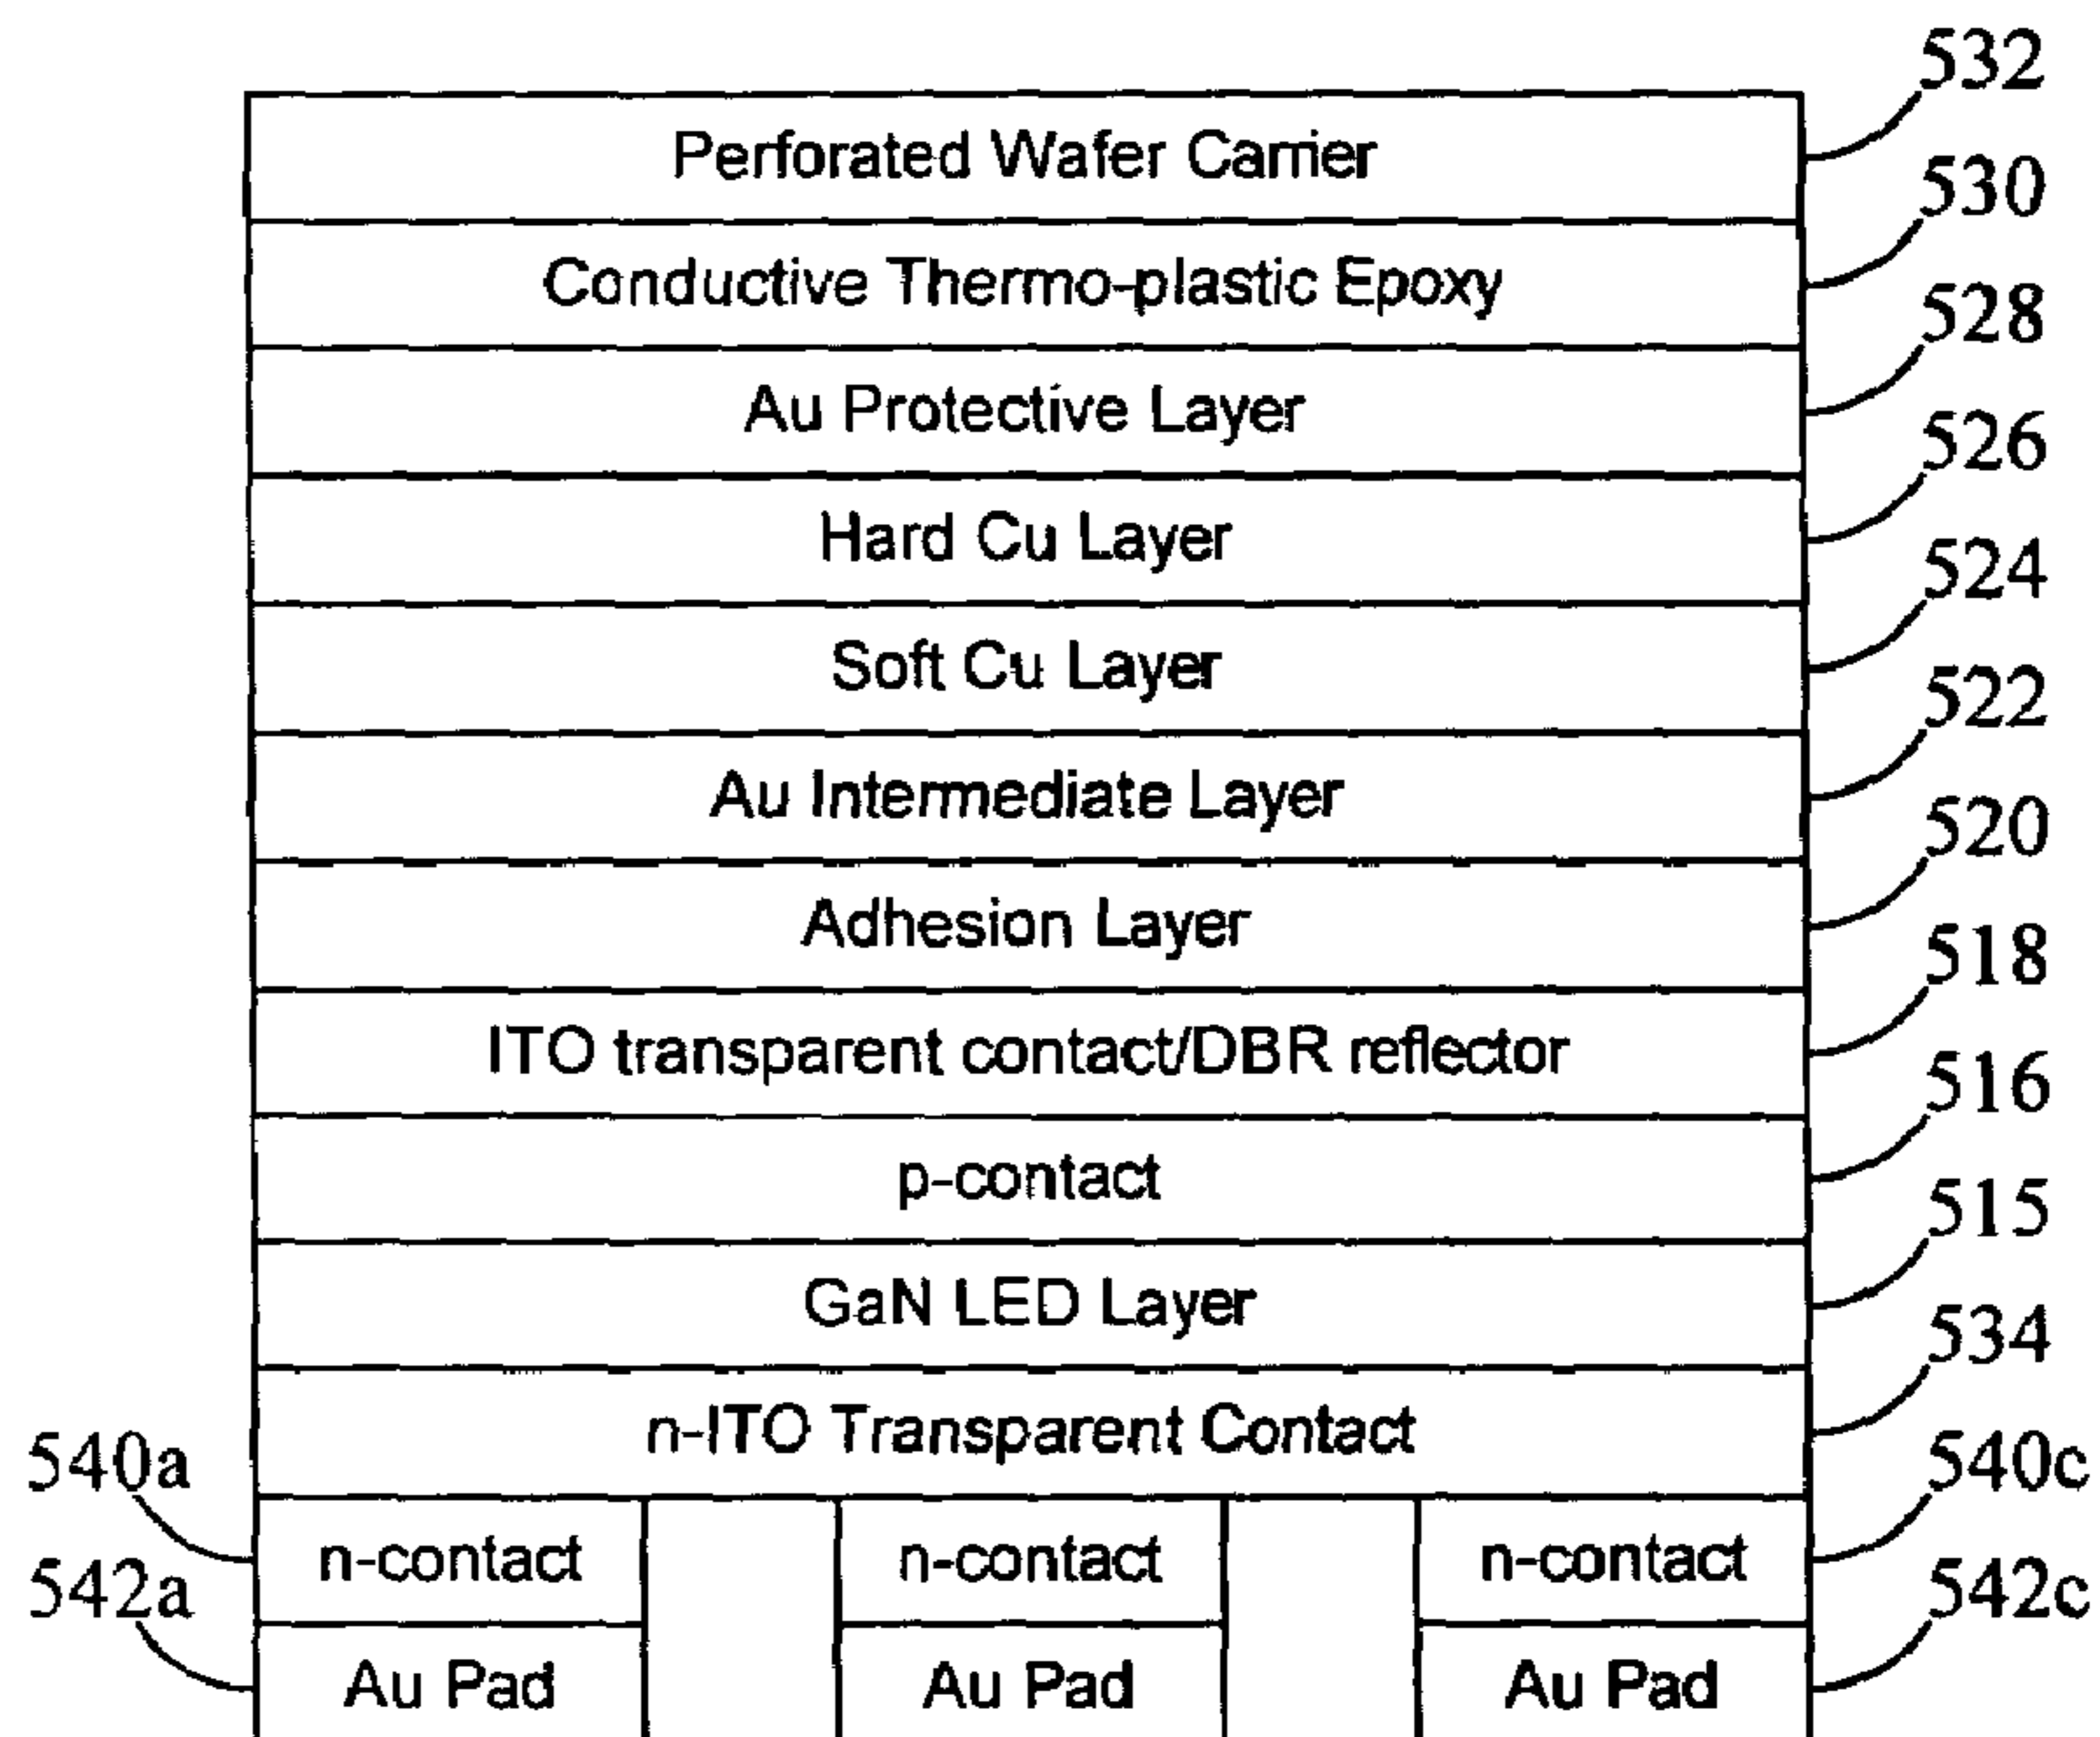 532
Perforated Wafer Carrier
530
Conductive Thermo-plastic Epoxy
528
Au Protective Layer
526
Hard Cu Layer
524
Soft Cu Layer
522
Au Intermediate Layer
520
Adhesion Layer
518
ITO transparent contact/DBR reflector
516
p-contact
515
GaN LED Layer
534
n-ITO Transparent Contact
540a 540c
n-contact n-contact n-contact
542a 542c
Au Pad Au Pad Au Pad